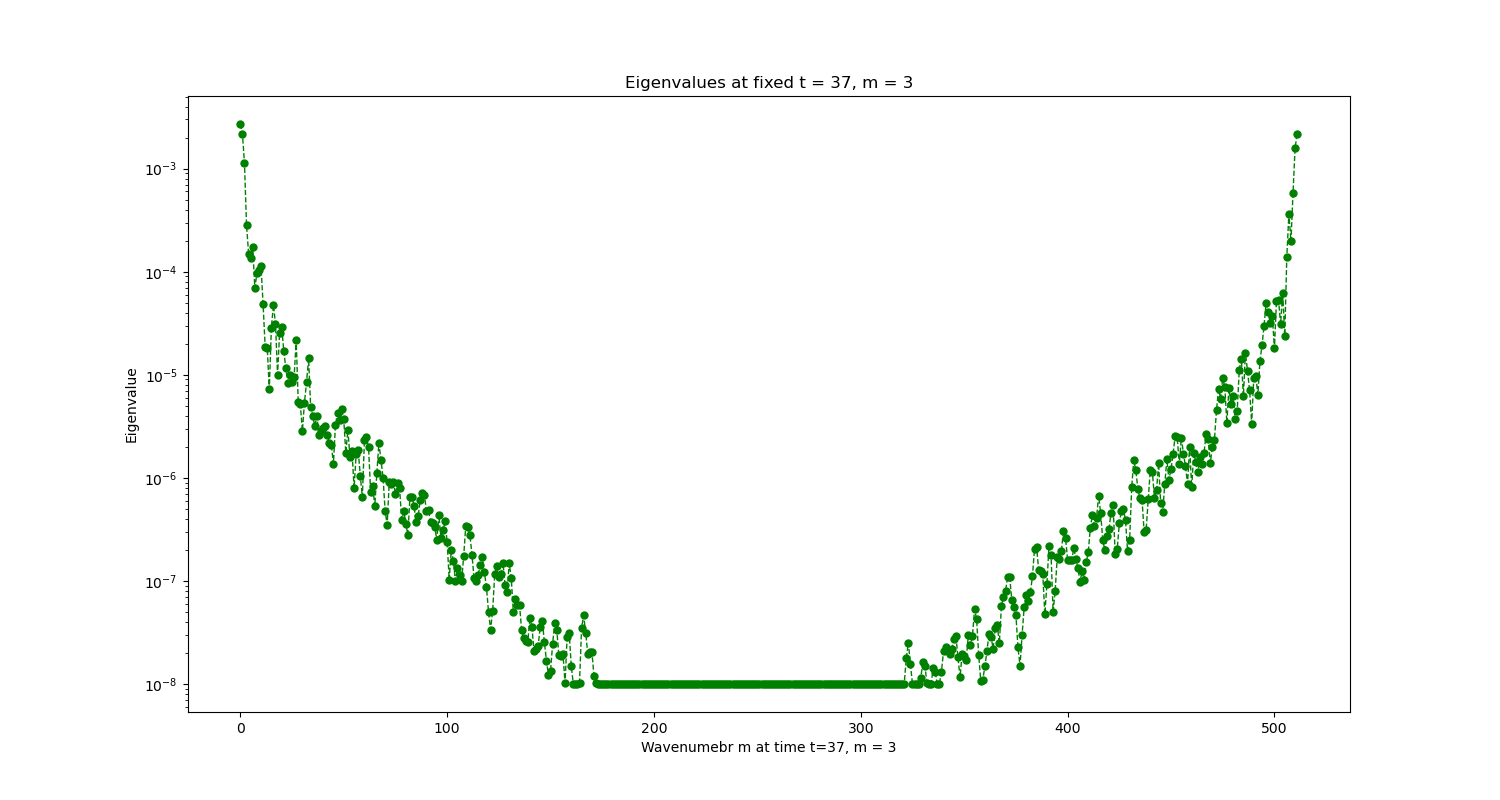 Eigenvalues at fixed t = 37, m = 3
10⁻³
10⁻⁴
10⁻⁵
10⁻⁶
10⁻⁷
10⁻⁸
Eigenvalue
0 100 200 300 400 500
Wavenumebr m at time t=37, m = 3